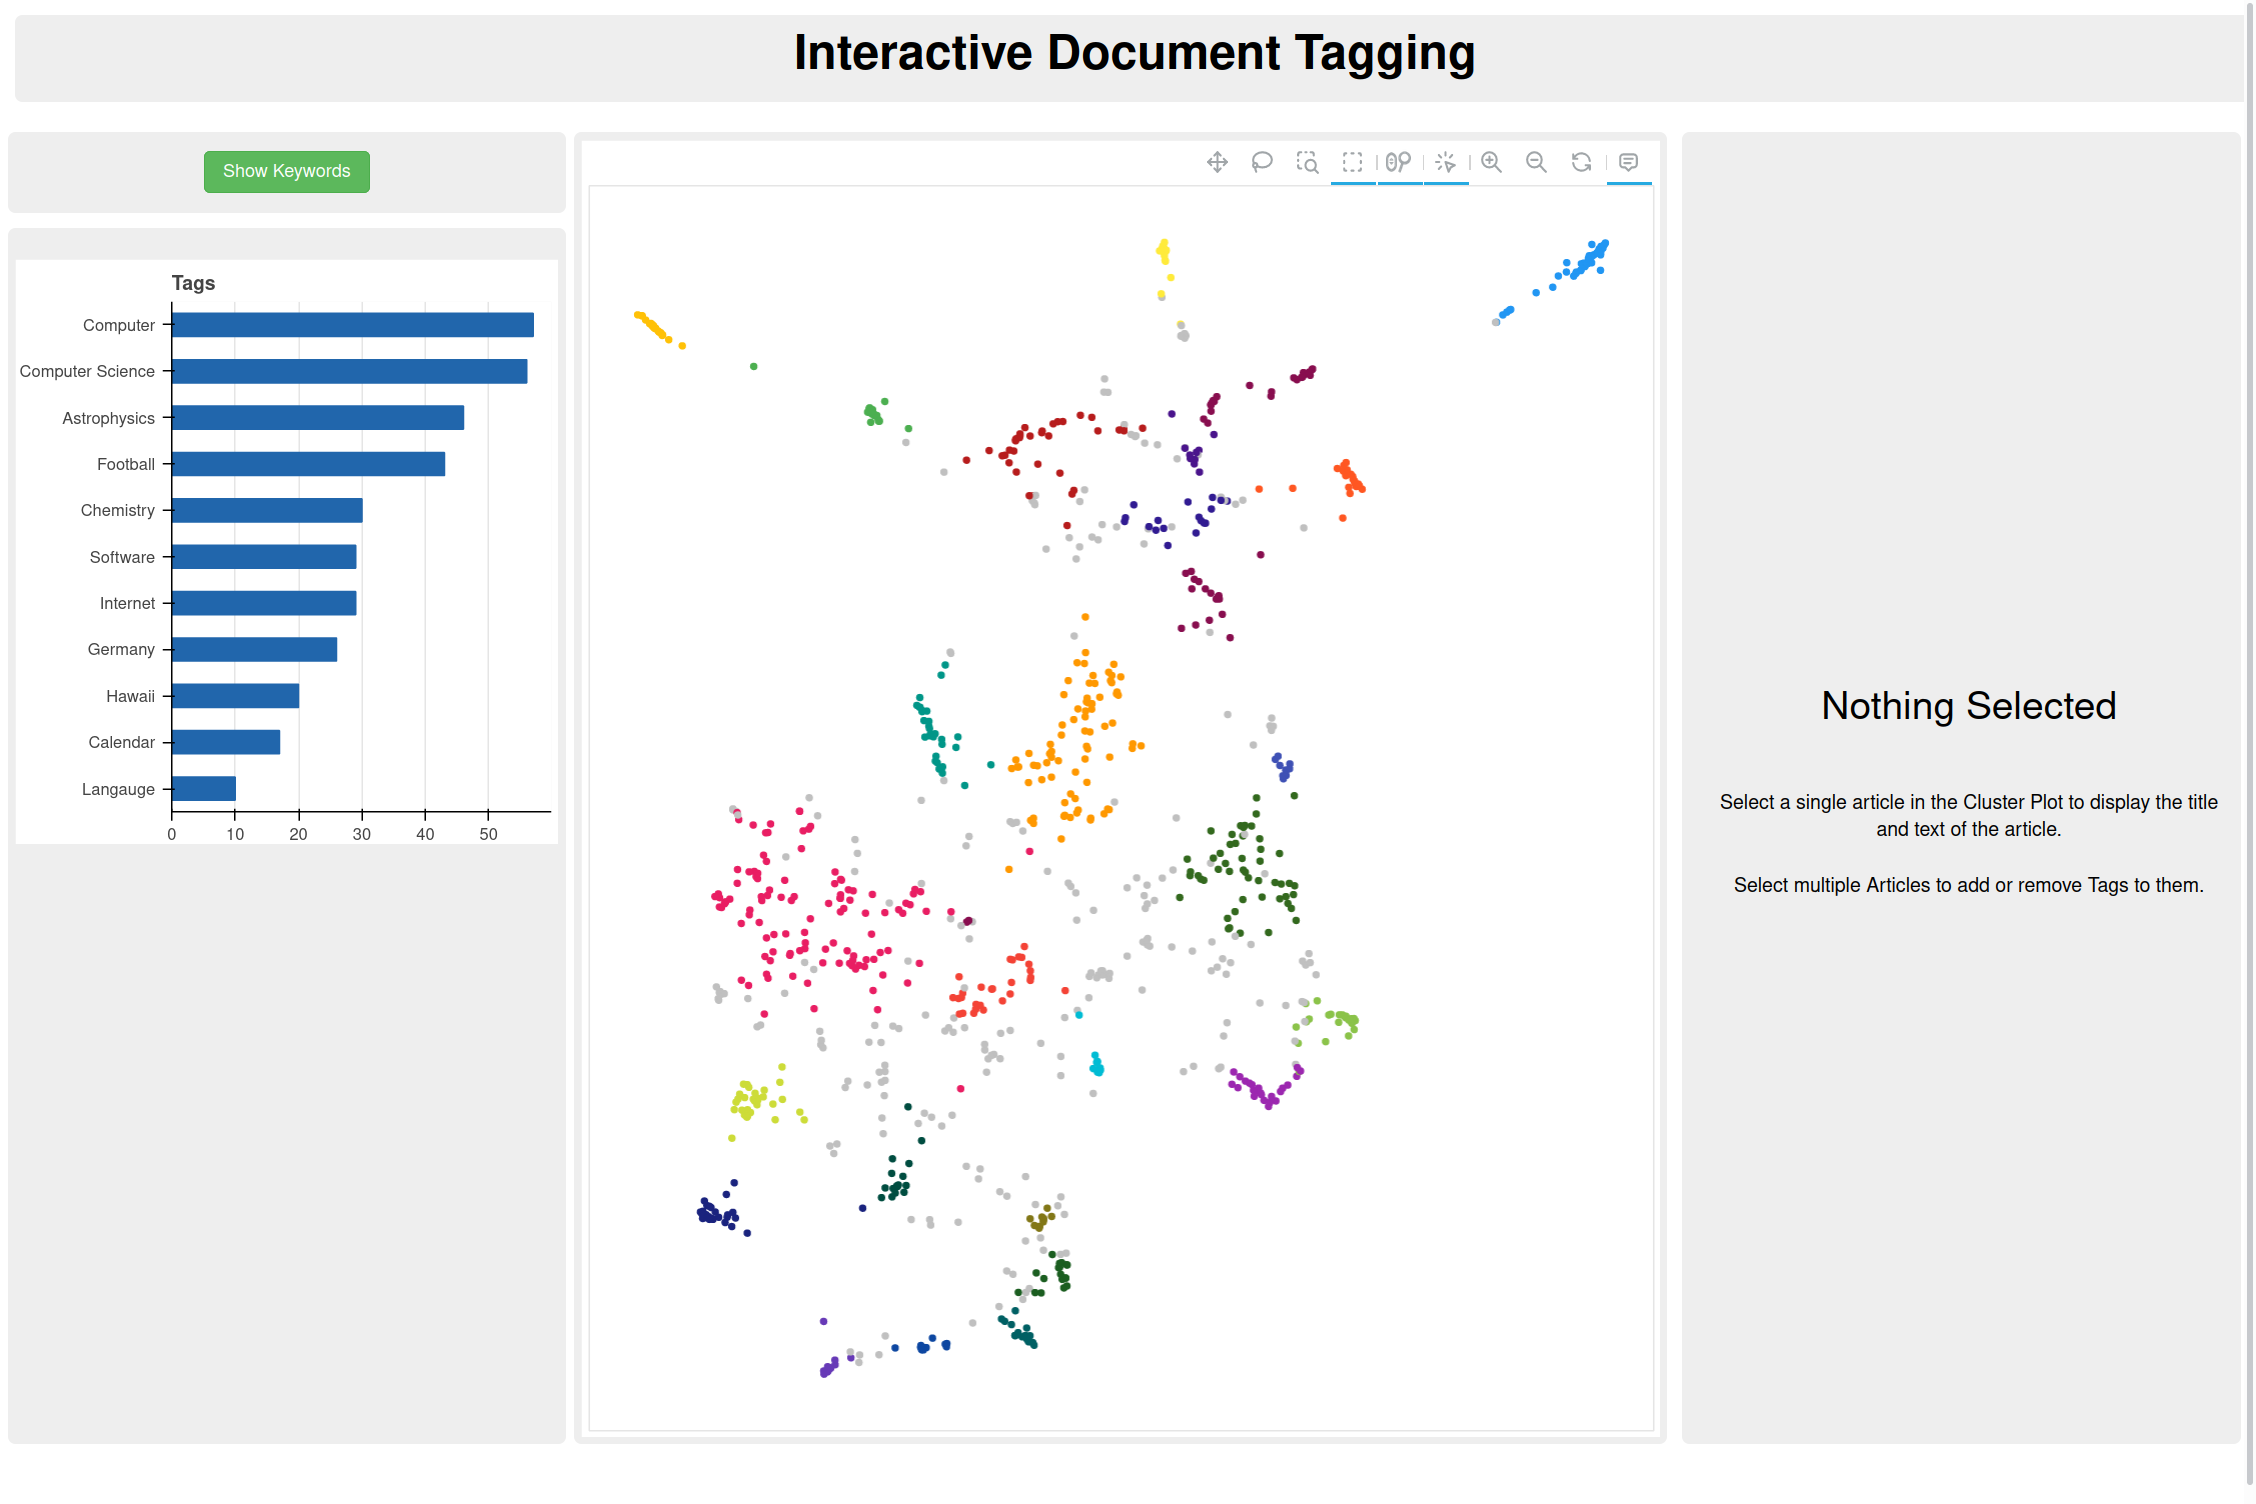 Interactive Document Tagging
Show Keywords
Tags
Computer
Computer Science
Astrophysics
Football
Chemistry
Software
Internet
Germany
Hawaii
Calendar
Langauge
0 10 20 30 40 50
Nothing Selected
Select a single article in the Cluster Plot to display the title
and text of the article.
Select multiple Articles to add or remove Tags to them.